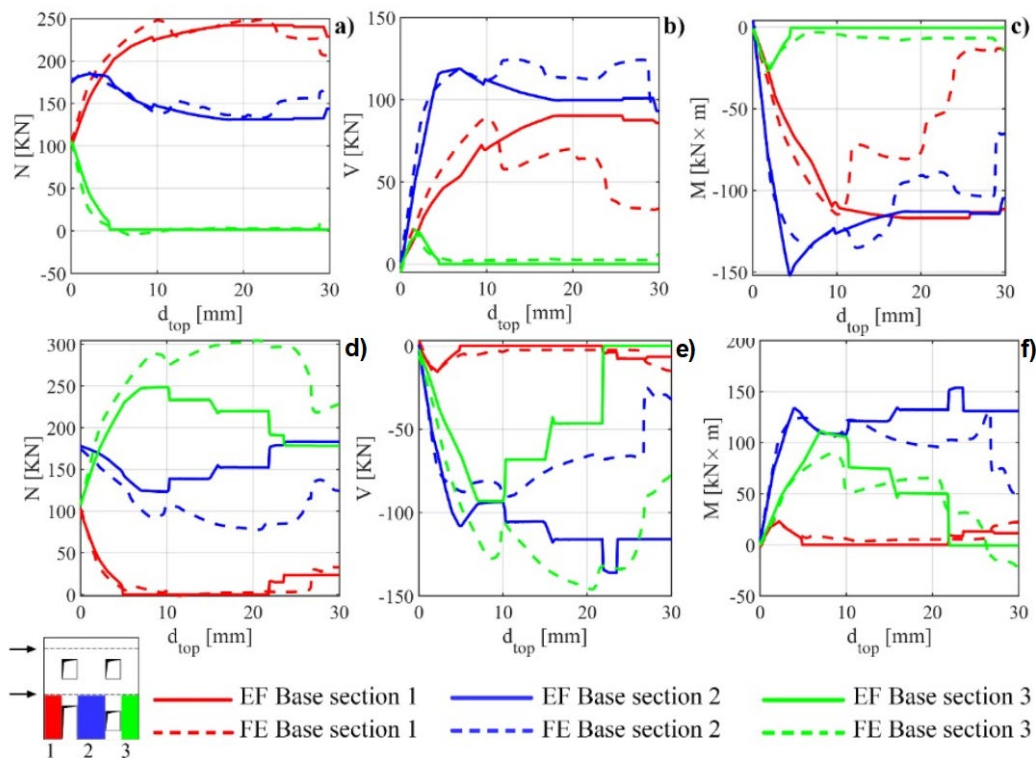 a)
250
200
150
100
50
0
-50
N [KN]
0 10 20 30
d_top [mm]
b)
150
100
50
0
V [KN]
0 10 20 30
d_top [mm]
c)
0
-50
-100
-150
M [kN× m]
0 10 20 30
d_top [mm]
d)
300
250
200
150
100
50
0
N [KN]
0 10 20 30
d_top [mm]
e)
0
-50
-100
-150
V [KN]
0 10 20 30
d_top [mm]
f)
200
150
100
50
0
-50
M [kN× m]
0 10 20 30
d_top [mm]
1 2 3
EF Base section 1 EF Base section 2 EF Base section 3
FE Base section 1 FE Base section 2 FE Base section 3